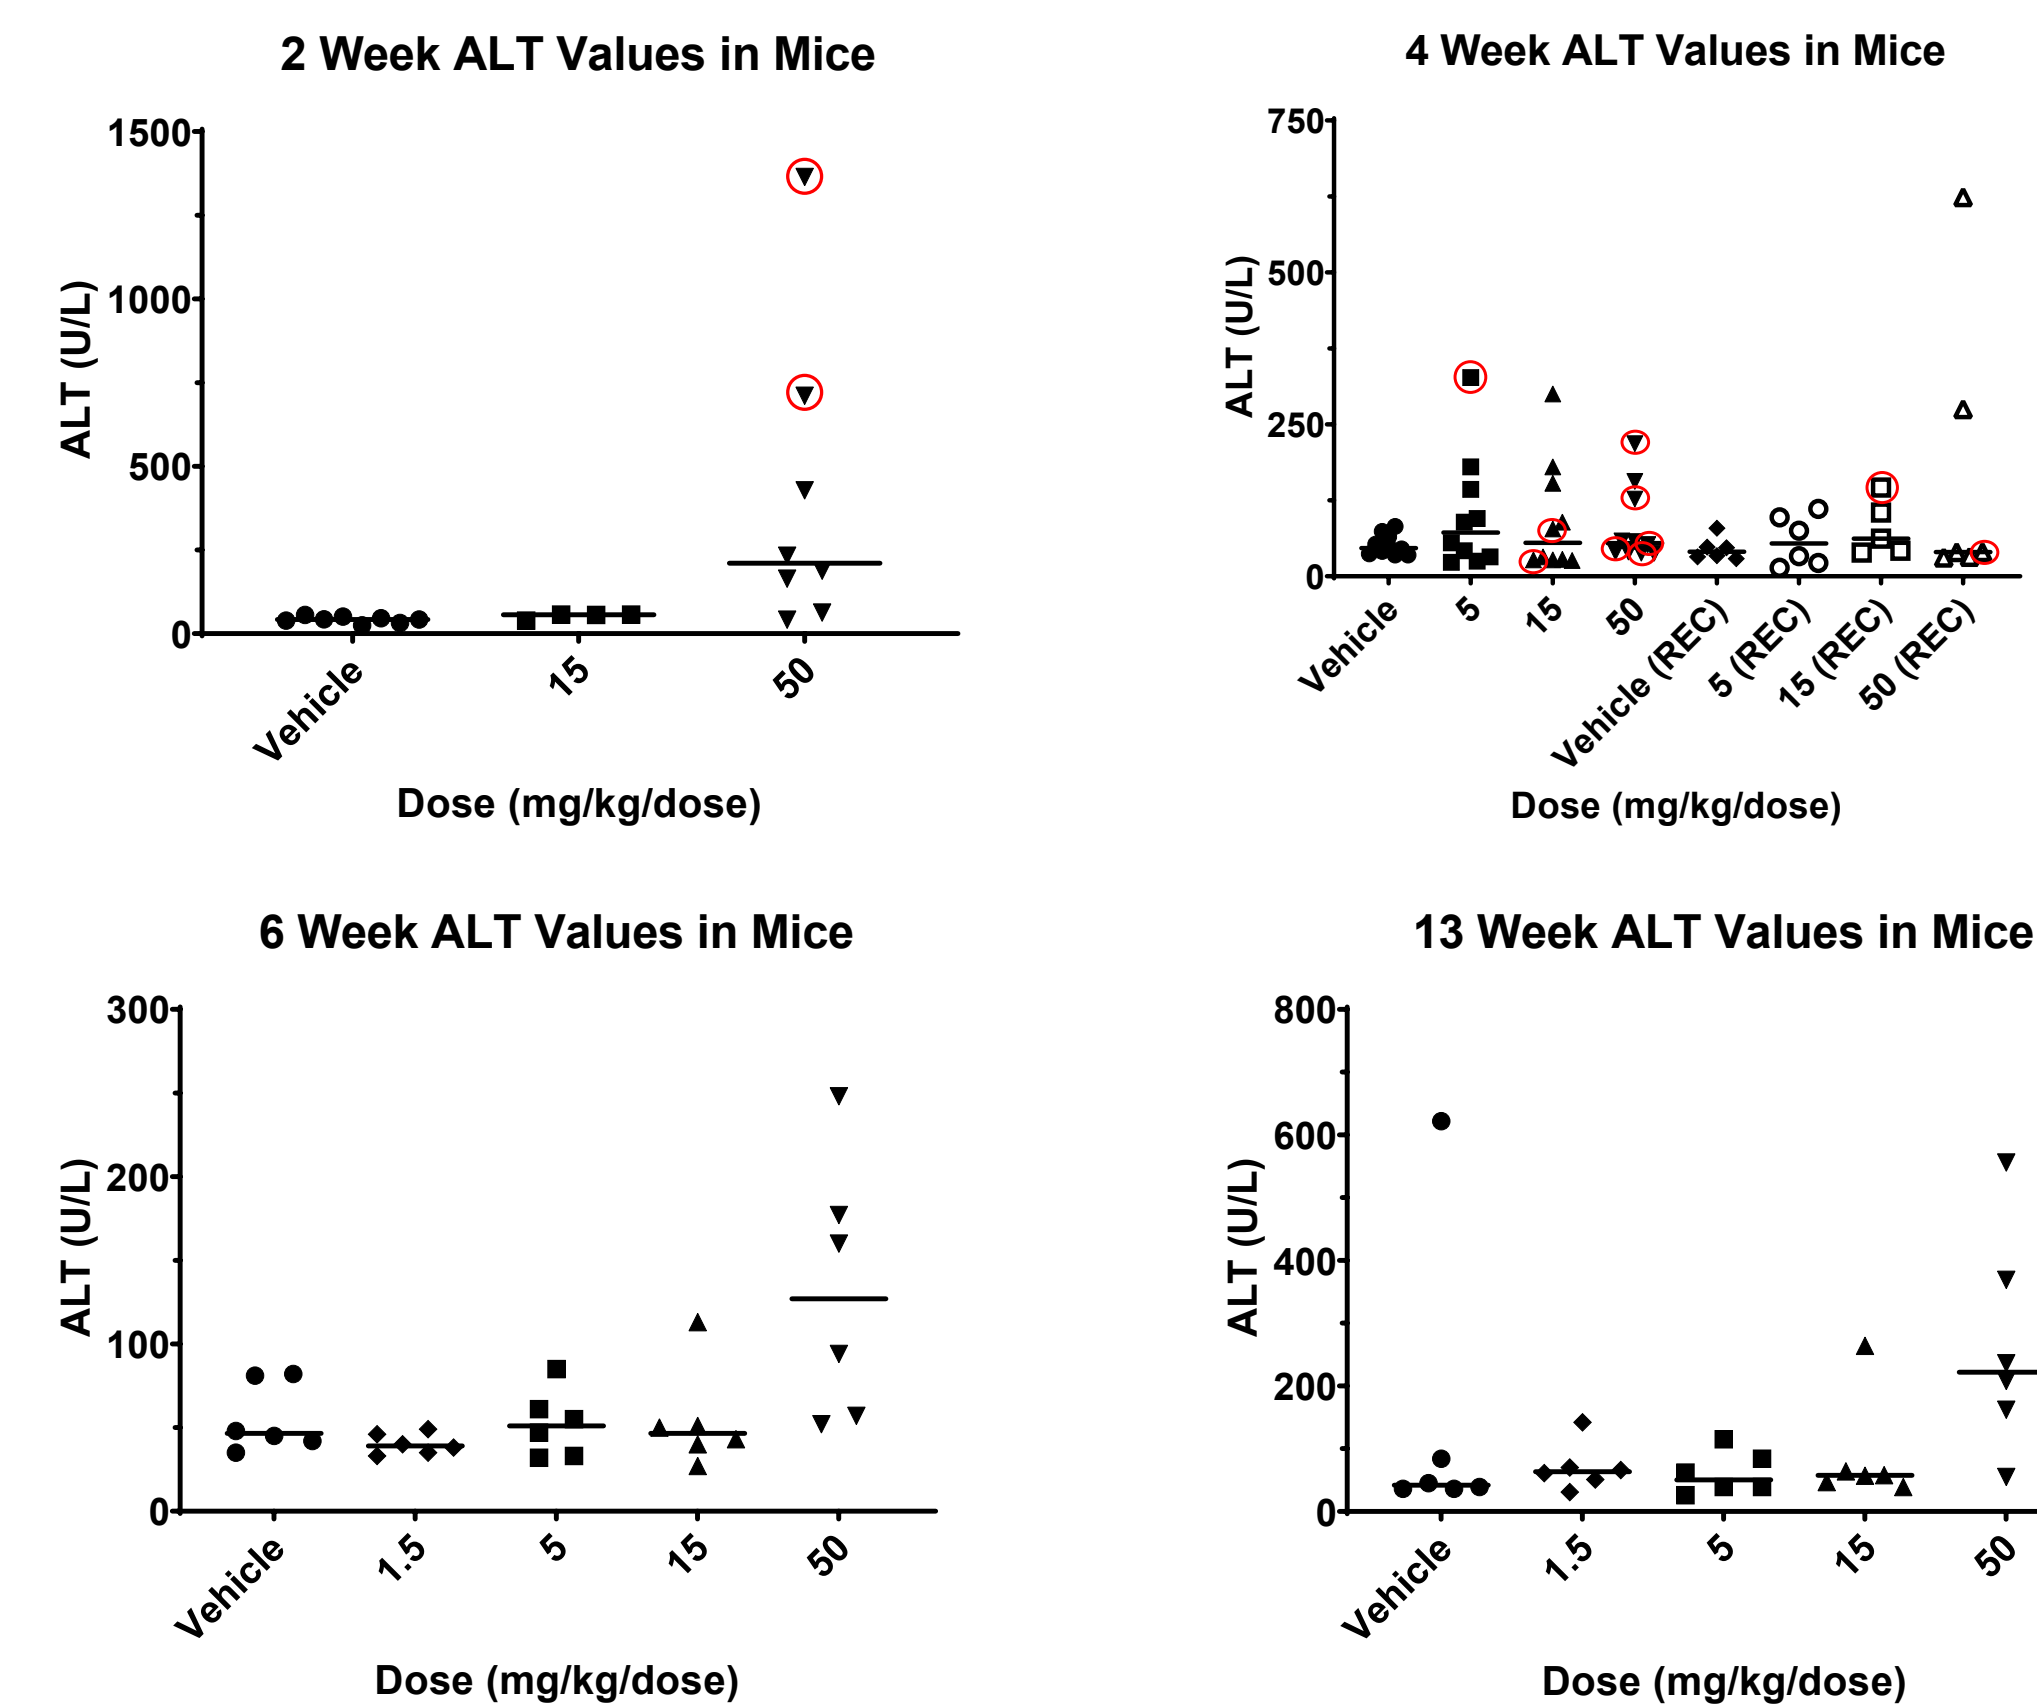 2 Week ALT Values in Mice
ALT (U/L)
1500
1000
500
0
Vehicle
15
50
Dose (mg/kg/dose)
4 Week ALT Values in Mice
ALT (U/L)
750
500
250
0
Vehicle
5
15
50
Vehicle (REC)
5 (REC)
15 (REC)
50 (REC)
Dose (mg/kg/dose)
6 Week ALT Values in Mice
ALT (U/L)
300
200
100
0
Vehicle
1.5
5
15
50
Dose (mg/kg/dose)
13 Week ALT Values in Mice
ALT (U/L)
800
600
400
200
0
Vehicle
1.5
5
15
50
Dose (mg/kg/dose)